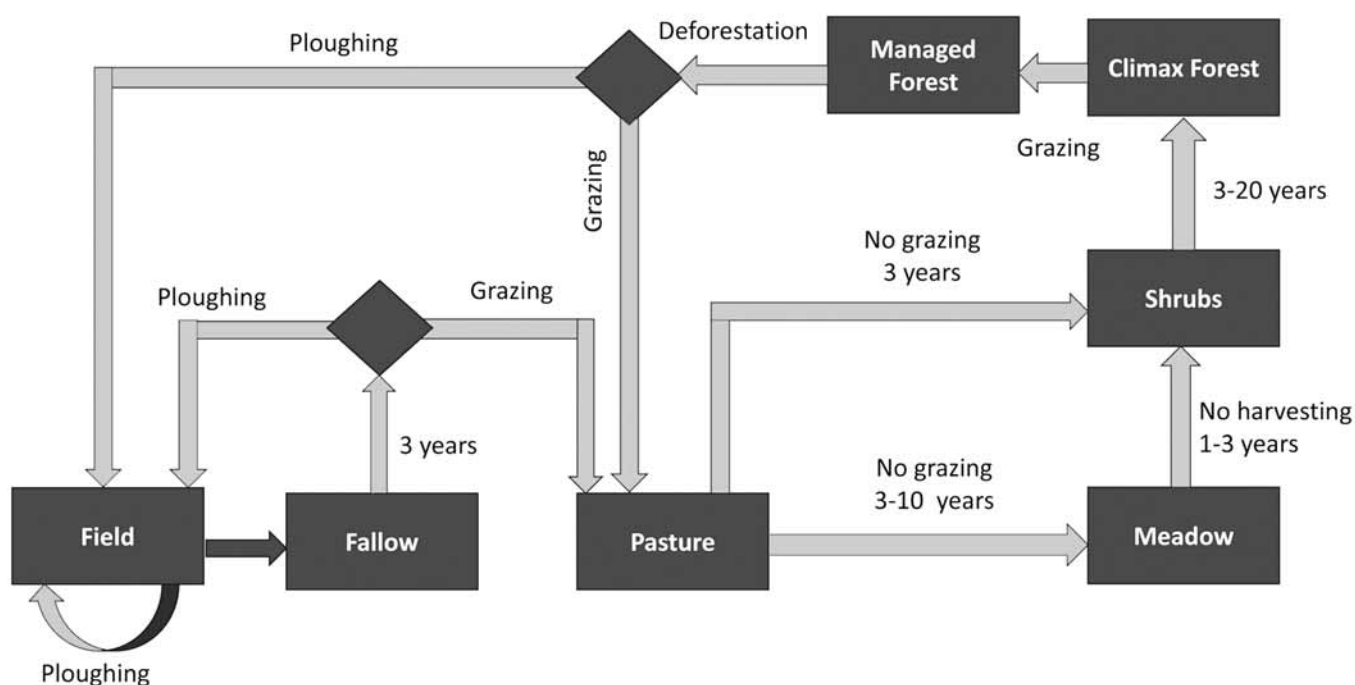 Ploughing
Deforestation
Managed
Forest
Climax Forest
Grazing
Grazing
3-20 years
No grazing
3 years
Shrubs
Ploughing
Grazing
3 years
No harvesting
1-3 years
No grazing
3-10 years
Field
Fallow
Pasture
Meadow
Ploughing